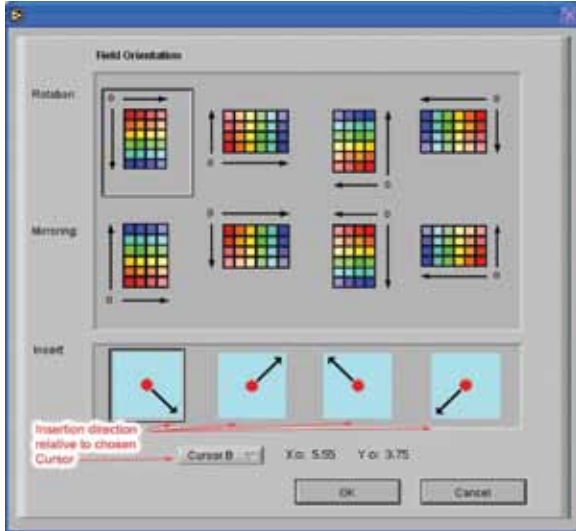 Field Orientation
Rotation:
0
0
0
0
Mirroring:
0
0
0
0
Insert
Insertion direction
relative to chosen
Cursor
Cursor B
X o: 5.55 Y o: 3.75
OK
Cancel